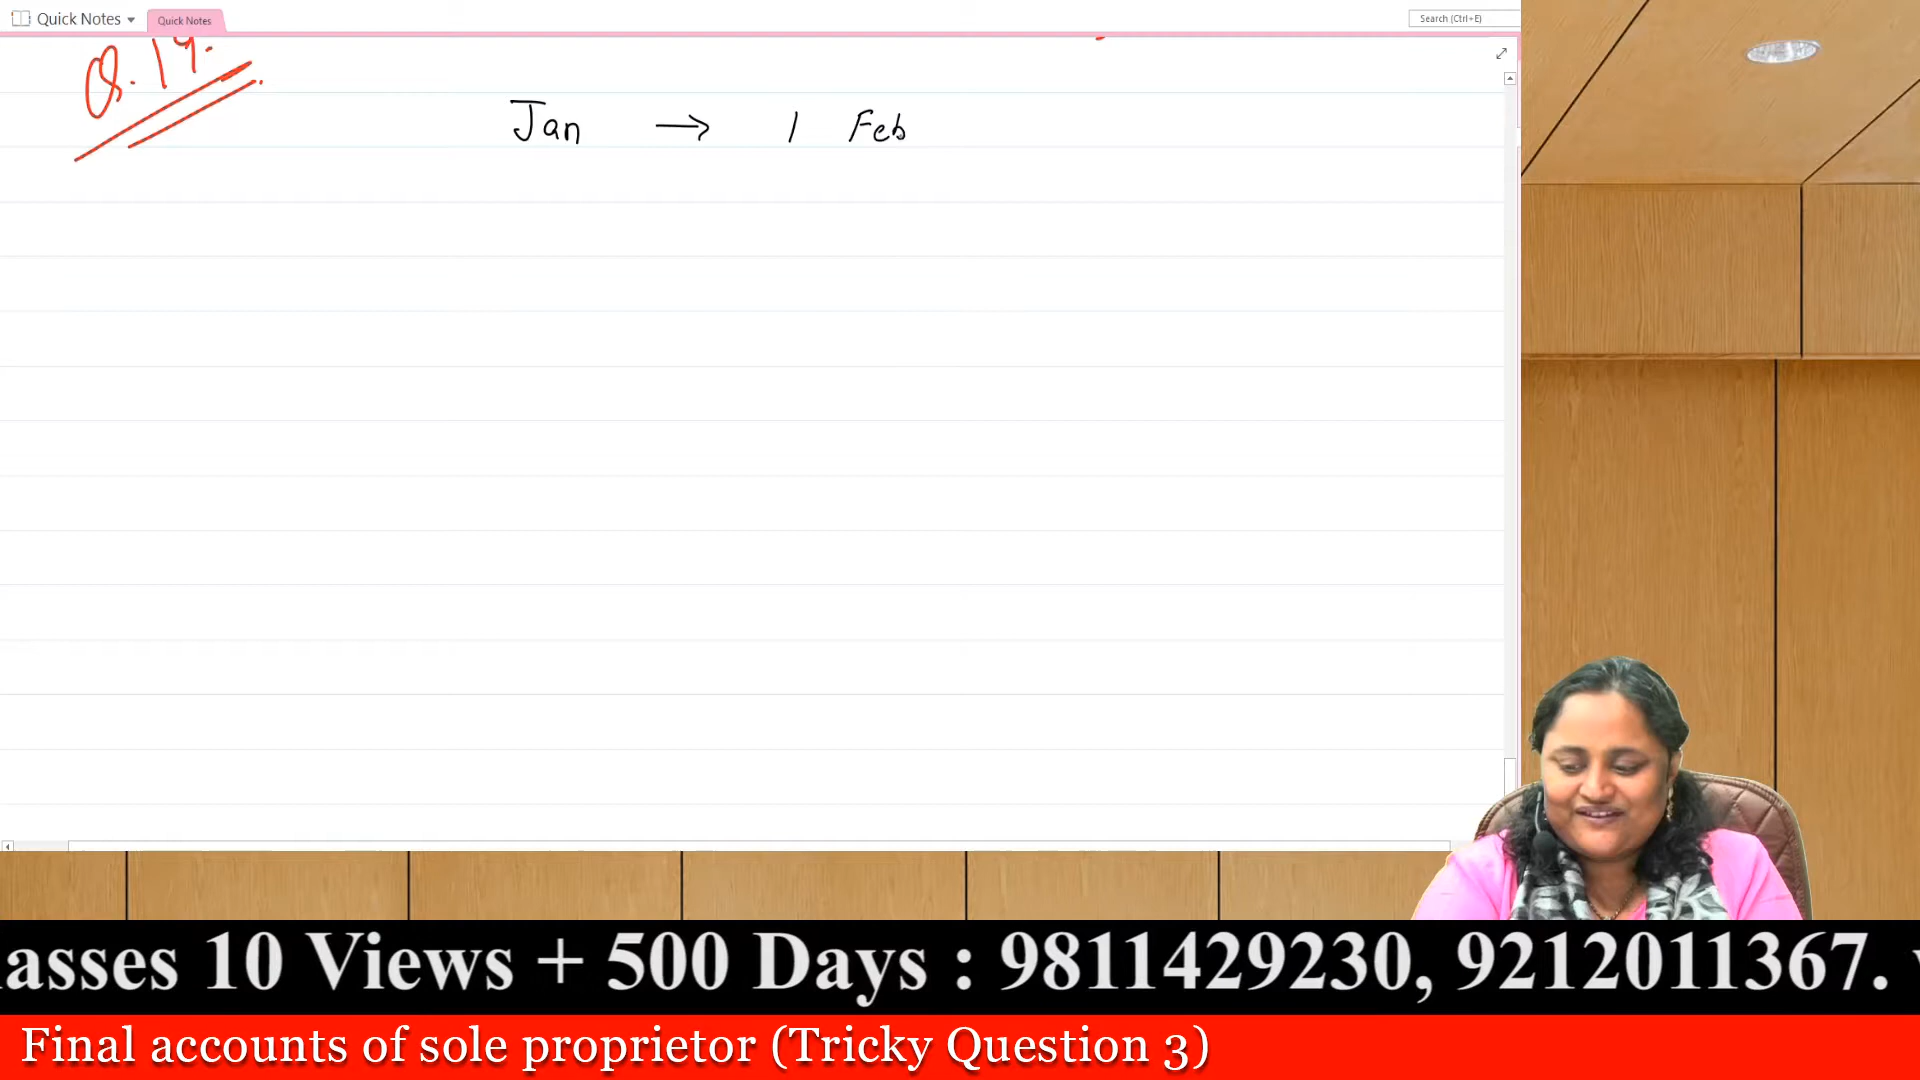 Quick Notes
Quick Notes
Search (Ctrl+E)
Q. 14.
Jan → 1 Feb
asses 10 Views + 500 Days : 9811429230, 9212011367.
Final accounts of sole proprietor (Tricky Question 3)